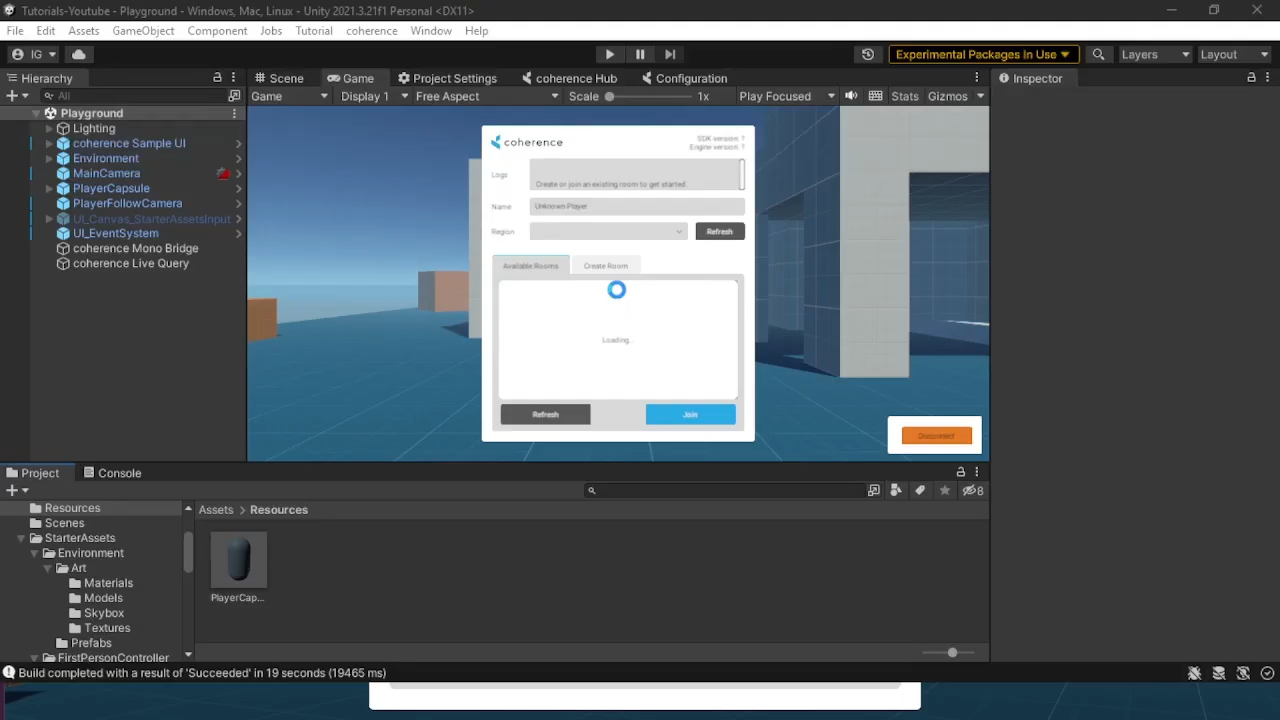 Tutorials-Youtube - Playground - Windows, Mac, Linux - Unity 2021.3.21f1 Personal <DX11>
File Edit Assets GameObject Component Jobs Tutorial coherence Window Help
IG Experimental Packages In Use Layers Layout
Hierarchy Scene Game Project Settings coherence Hub Configuration Inspector
All Game Display 1 Free Aspect Scale 1x Play Focused Stats Gizmos
Playground
Lighting
coherence Sample UI
Environment
MainCamera
PlayerCapsule
PlayerFollowCamera
UI_Canvas_StarterAssetsInput
UI_EventSystem
coherence Mono Bridge
coherence Live Query
coherence
SDK version: ?
Engine version: ?
Logs
Create or join an existing room to get started.
Name Unknown Player
Region Refresh
Available Rooms Create Room
Loading...
Refresh Join
Disconnect
Project Console
8
Resources
Scenes
StarterAssets
Environment
Art
Materials
Models
Skybox
Textures
Prefabs
FirstPersonController
Assets > Resources
PlayerCap...
Build completed with a result of 'Succeeded' in 19 seconds (19465 ms)